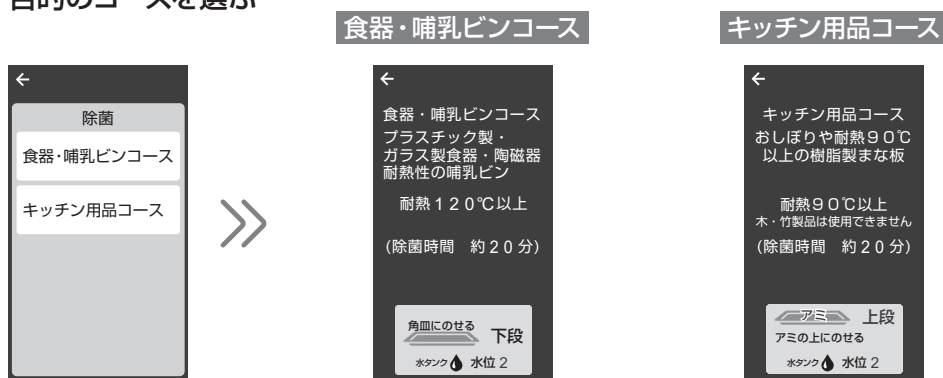 目的のコースを選ぶ
食器・哺乳ビンコース
キッチン用品コース
←
除菌
食器・哺乳ビンコース
キッチン用品コース
←
食器・哺乳ビンコース
プラスチック製・
ガラス製食器・陶磁器
耐熱性の哺乳ビン
耐熱120℃以上
(除菌時間 約20分)
角皿にのせる
下段
水タンク 水位 2
←
キッチン用品コース
おしぼりや耐熱90℃
以上の樹脂製まな板
耐熱90℃以上
木・竹製品は使用できません
(除菌時間 約20分)
アミ 上段
アミの上にのせる
水タンク 水位 2